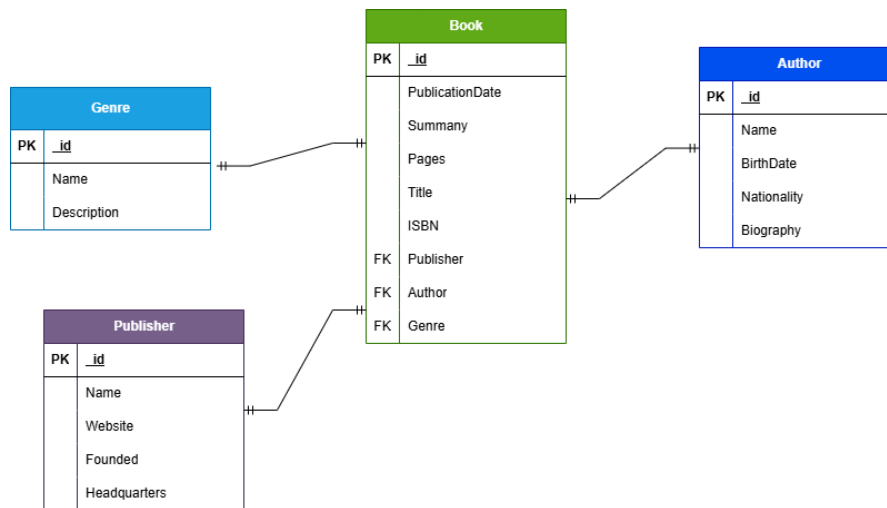 Book
PK _id
PublicationDate
Summany
Pages
Title
ISBN
FK Publisher
FK Author
FK Genre
Author
PK _id
Name
BirthDate
Nationality
Biography
Genre
PK _id
Name
Description
Publisher
PK _id
Name
Website
Founded
Headquarters